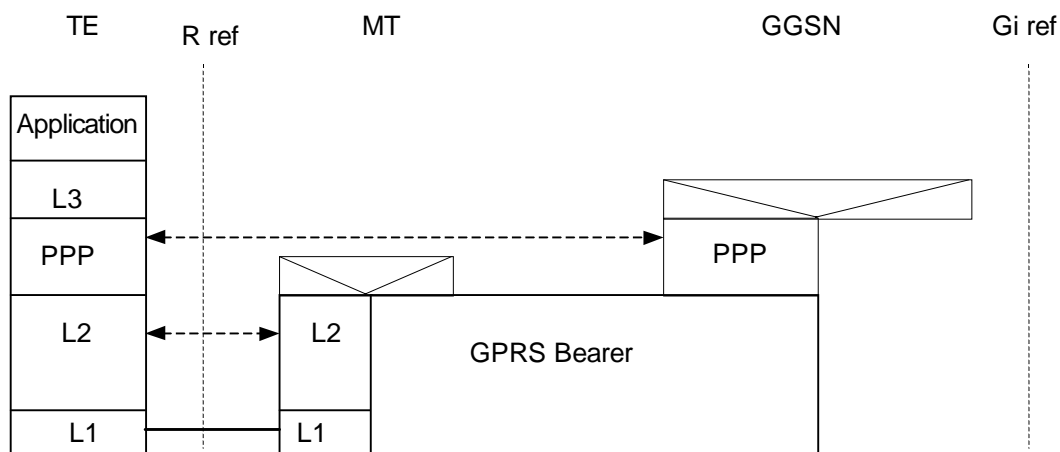 TE
R ref
MT
GGSN
Gi ref
Application
L3
PPP
PPP
L2
L2
GPRS Bearer
L1
L1